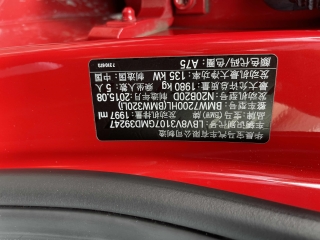 华晨宝马汽车有限公司制造
车辆识别代号:LBV8V3107GMD39247
品牌:宝马(BMW)牌 发动机排量:1997 ml
整车型号:BMW7200HL(BMW320Li)
发动机型号:N20B20D 制造年月:2015.08
最大允许总质量:1980 kg 乘坐人数:5 人
发动机最大净功率:135 kW 制造国:中国
颜色代码/颜色:A75